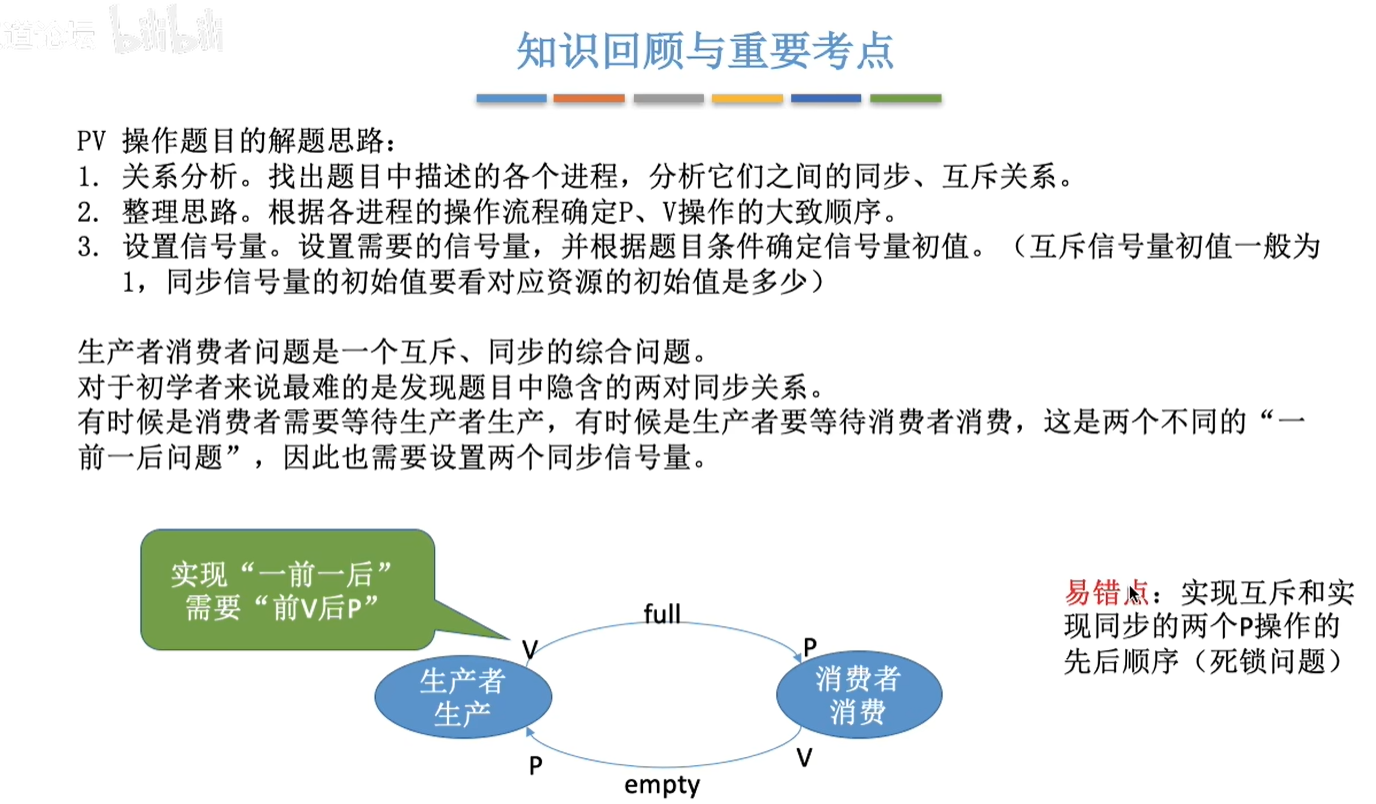 道论坛 bilibili
知识回顾与重要考点
PV 操作题目的解题思路：
1. 关系分析。找出题目中描述的各个进程，分析它们之间的同步、互斥关系。
2. 整理思路。根据各进程的操作流程确定P、V操作的大致顺序。
3. 设置信号量。设置需要的信号量，并根据题目条件确定信号量初值。（互斥信号量初值一般为
1，同步信号量的初始值要看对应资源的初始值是多少）
生产者消费者问题是一个互斥、同步的综合问题。
对于初学者来说最难的是发现题目中隐含的两对同步关系。
有时候是消费者需要等待生产者生产，有时候是生产者要等待消费者消费，这是两个不同的“一
前一后问题”，因此也需要设置两个同步信号量。
实现“一前一后”
需要“前V后P”
full
V
P
生产者
生产
消费者
消费
P
V
empty
易错点：实现互斥和实
现同步的两个P操作的
先后顺序（死锁问题）